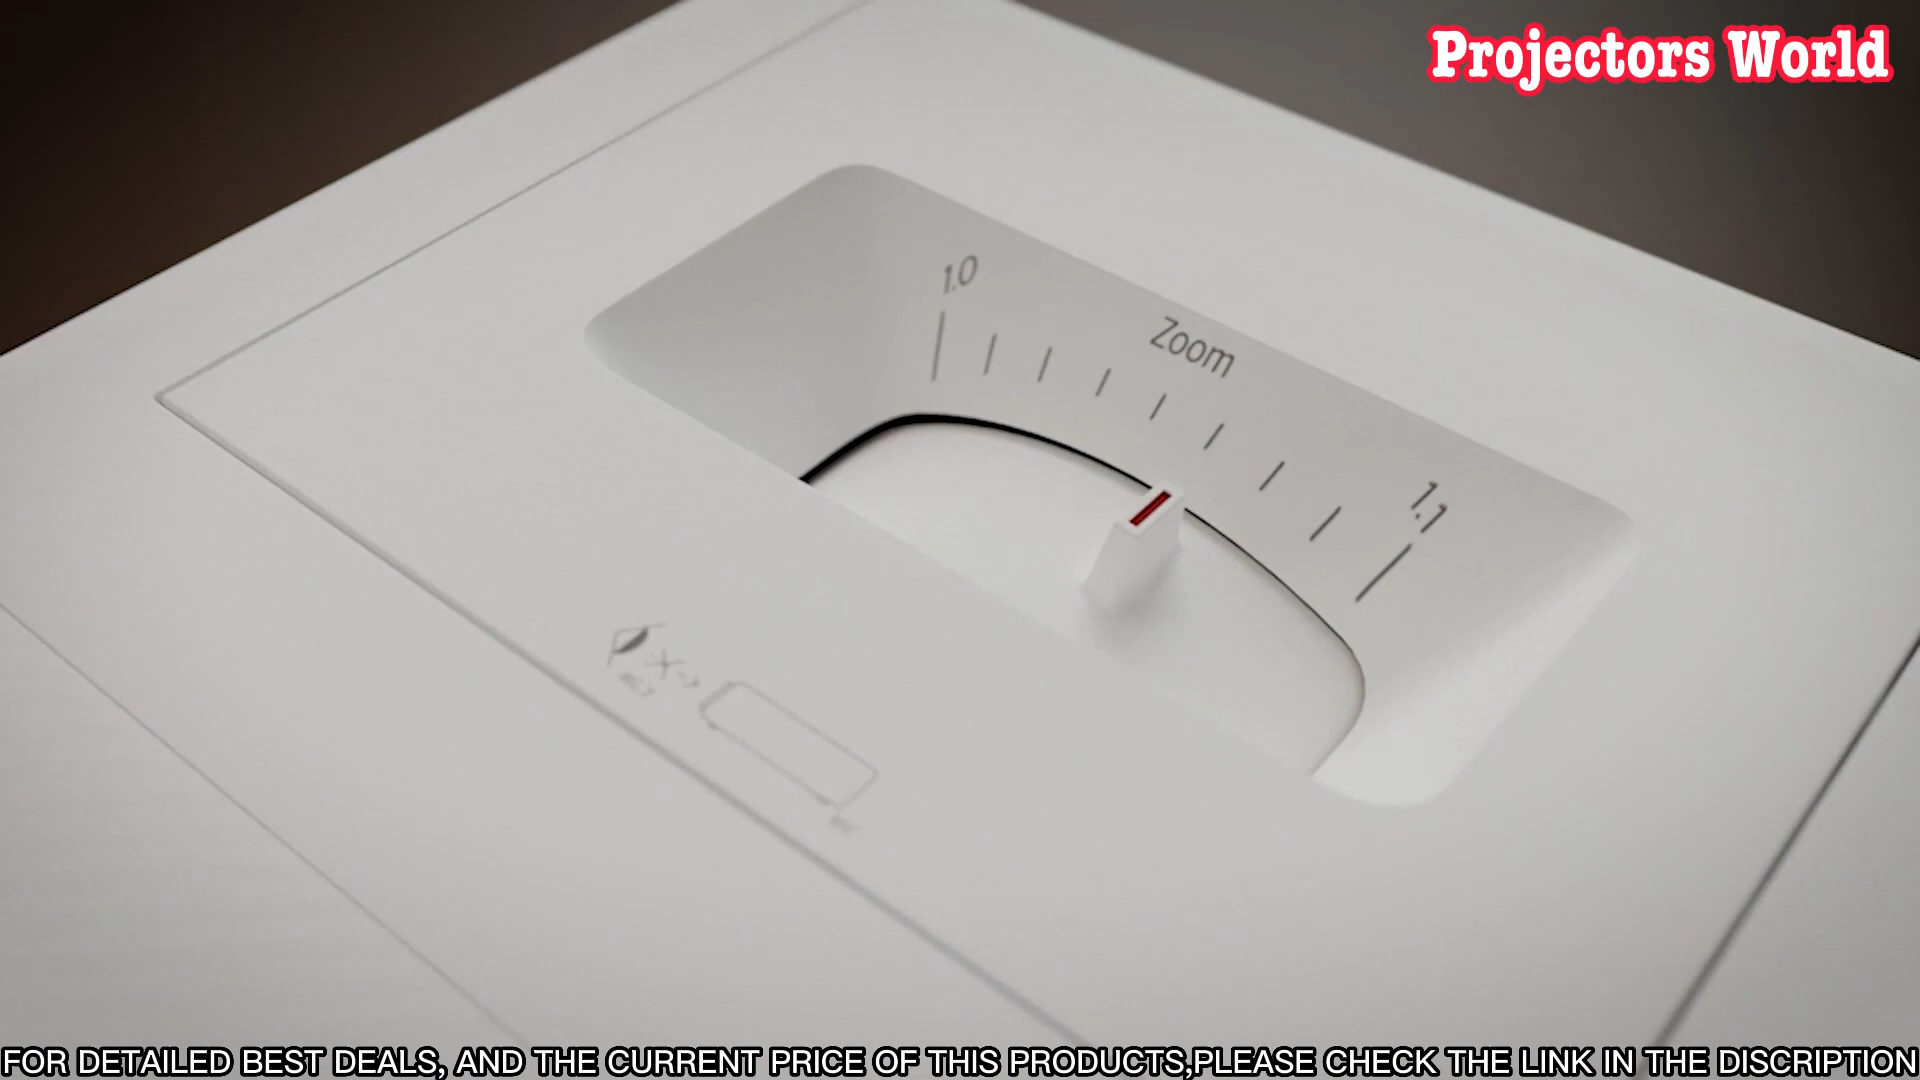 Projectors World
1.0
Zoom
1.1
FOR DETAILED BEST DEALS, AND THE CURRENT PRICE OF THIS PRODUCTS,PLEASE CHECK THE LINK IN THE DISCRIPTION